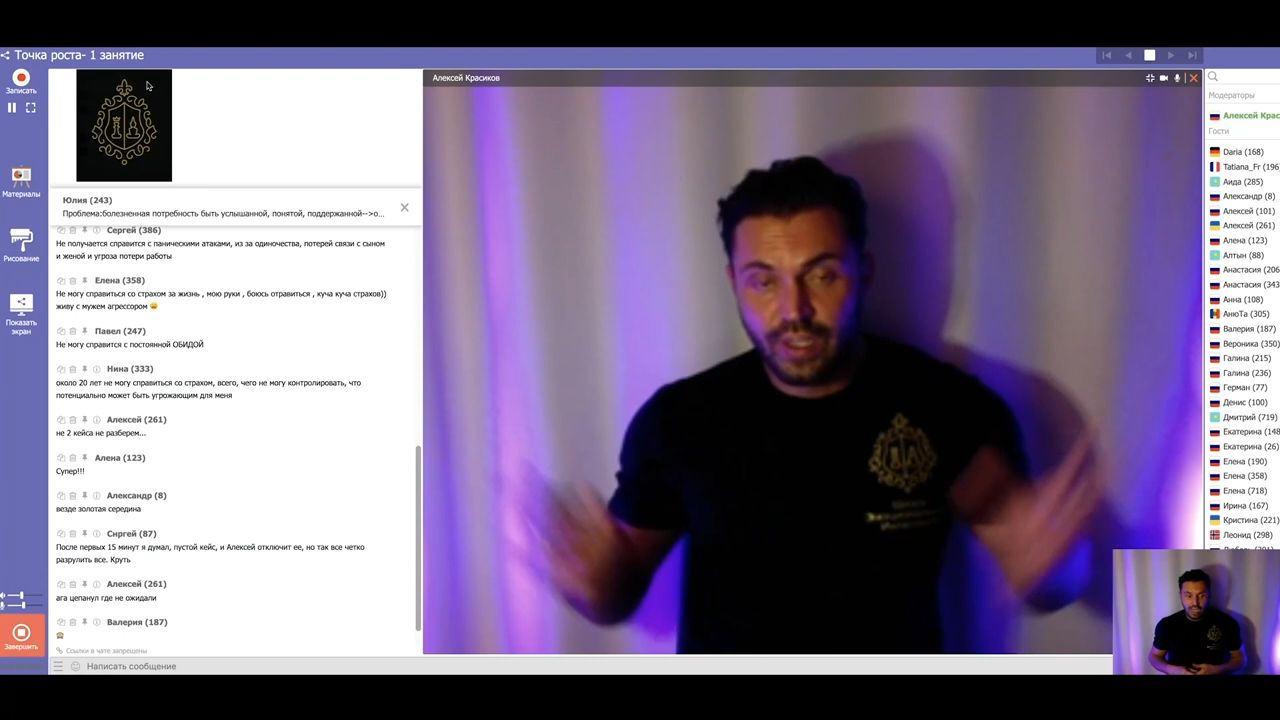 Точка роста- 1 занятие
Записать
Материалы
Рисование
Показать
экран
Завершить
Юлия (243)
Проблема:болезненная потребность быть услышанной, понятой, поддержанной-->о...
Сергей (386)
Не получается справится с паническими атаками, из за одиночества, потерей связи с сыном
и женой и угроза потери работы
Елена (358)
Не могу справиться со страхом за жизнь , мою руки , боюсь отравиться , куча куча страхов))
живу с мужем агрессором
Павел (247)
Не могу справится с постоянной ОБИДОЙ
Нина (333)
около 20 лет не могу справиться со страхом, всего, чего не могу контролировать, что
потенциально может быть угрожающим для меня
Алексей (261)
не 2 кейса не разберем...
Алена (123)
Супер!!!
Александр (8)
везде золотая середина
Снргей (87)
После первых 15 минут я думал, пустой кейс, и Алексей отключит ее, но так все четко
разрулить все. Круть
Алексей (261)
ага цепанул где не ожидали
Валерия (187)
Ссылки в чате запрещены
Написать сообщение
Алексей Красиков
Модераторы
Алексей Крас
Гости
Daria (168)
Tatiana_Fr (196
Аида (285)
Александр (8)
Алексей (101)
Алексей (261)
Алена (123)
Алтын (88)
Анастасия (206
Анастасия (343
Анна (108)
АнюТа (305)
Валерия (187)
Вероника (350)
Галина (215)
Галина (236)
Герман (77)
Денис (100)
Дмитрий (719)
Екатерина (148
Екатерина (26)
Елена (190)
Елена (358)
Елена (718)
Ирина (167)
Кристина (221)
Леонид (298)